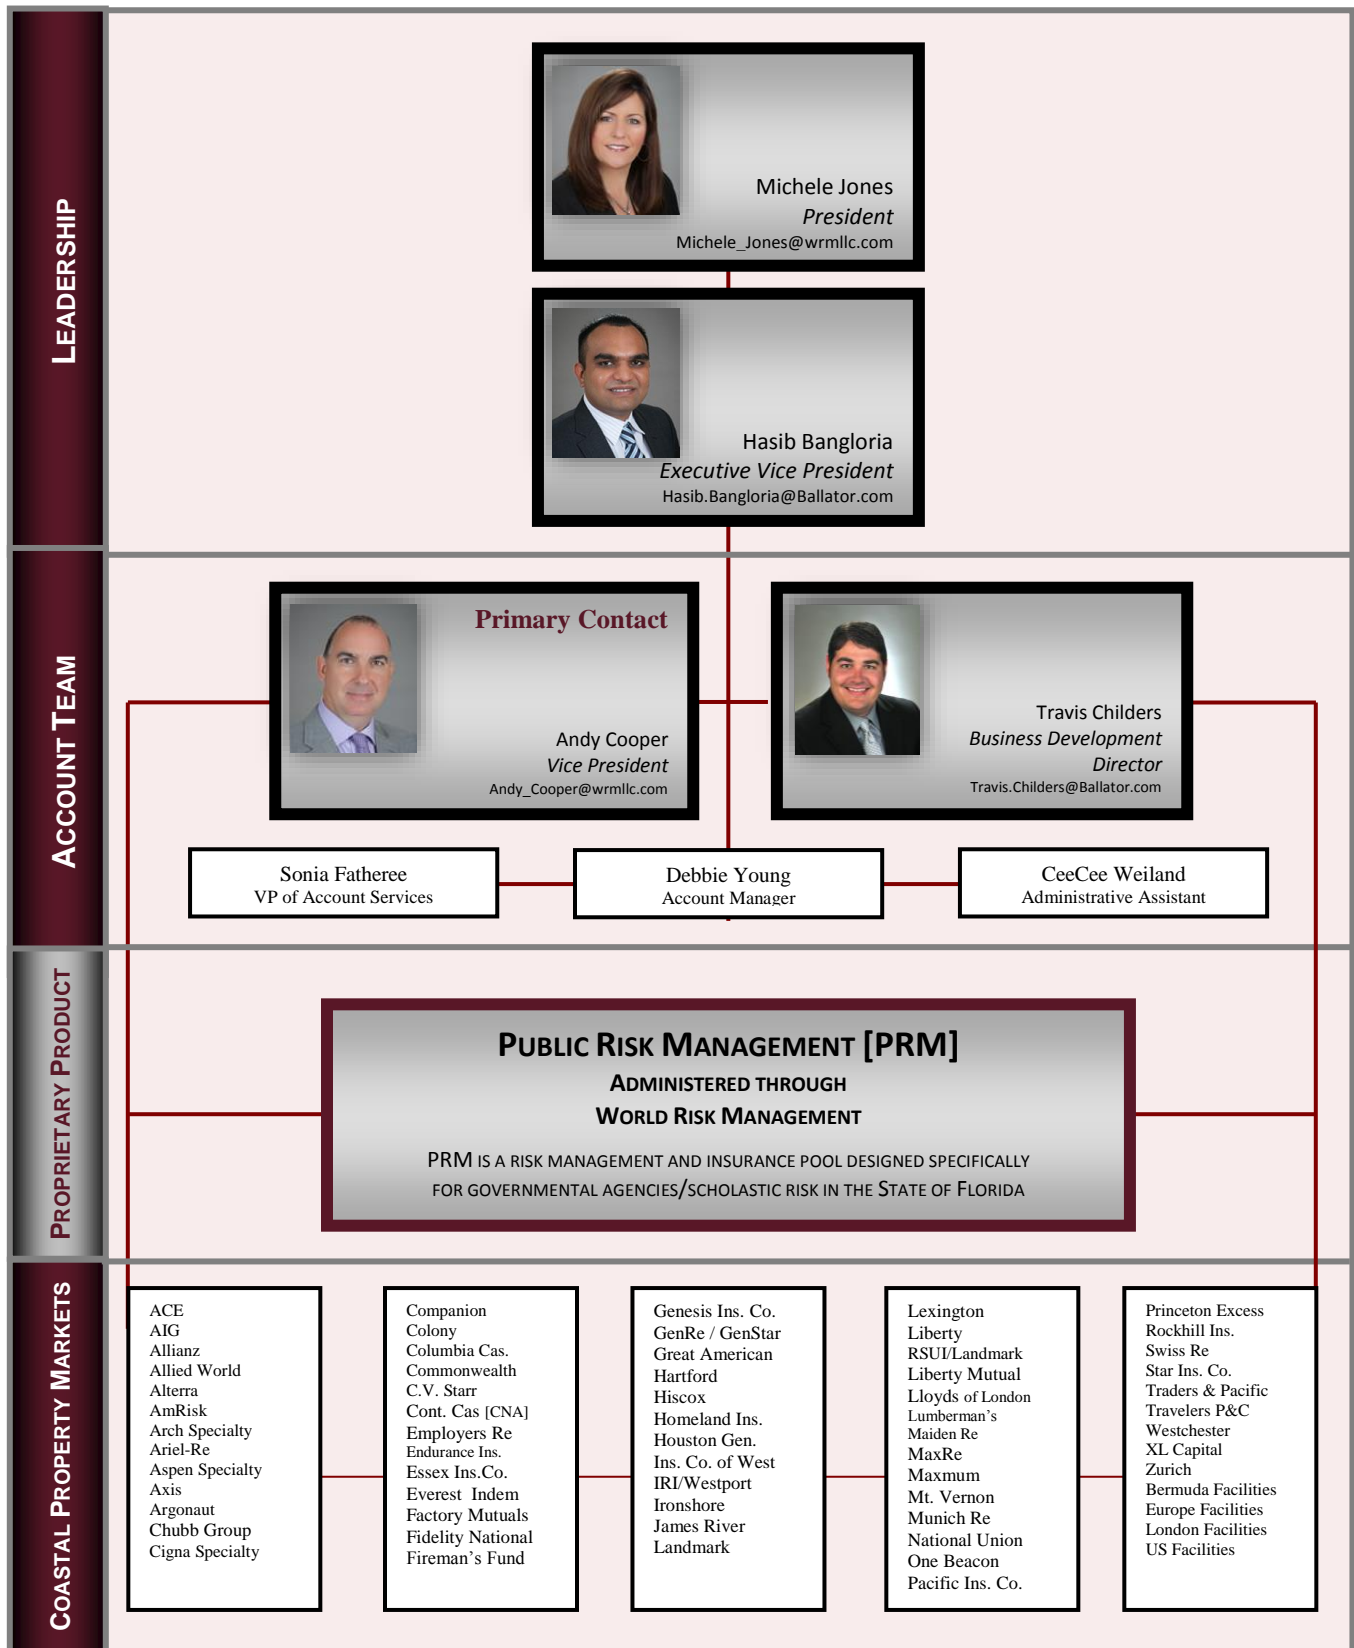 LEADERSHIP
Michele Jones
President
Michele_Jones@wrmllc.com
Hasib Bangloria
Executive Vice President
Hasib.Bangloria@Ballator.com
ACCOUNT TEAM
Primary Contact
Andy Cooper
Vice President
Andy_Cooper@wrmllc.com
Travis Childers
Business Development
Director
Travis.Childers@Ballator.com
Sonia Fatheree
VP of Account Services
Debbie Young
Account Manager
CeeCee Weiland
Administrative Assistant
PROPRIETARY PRODUCT
PUBLIC RISK MANAGEMENT [PRM]
ADMINISTERED THROUGH
WORLD RISK MANAGEMENT
PRM IS A RISK MANAGEMENT AND INSURANCE POOL DESIGNED SPECIFICALLY
FOR GOVERNMENTAL AGENCIES/SCHOLASTIC RISK IN THE STATE OF FLORIDA
COASTAL PROPERTY MARKETS
ACE
AIG
Allianz
Allied World
Alterra
AmRisk
Arch Specialty
Ariel-Re
Aspen Specialty
Axis
Argonaut
Chubb Group
Cigna Specialty
Companion
Colony
Columbia Cas.
Commonwealth
C.V. Starr
Cont. Cas [CNA]
Employers Re
Endurance Ins.
Essex Ins.Co.
Everest Indem
Factory Mutuals
Fidelity National
Fireman's Fund
Genesis Ins. Co.
GenRe / GenStar
Great American
Hartford
Hiscox
Homeland Ins.
Houston Gen.
Ins. Co. of West
IRI/Westport
Ironshore
James River
Landmark
Lexington
Liberty
RSUI/Landmark
Liberty Mutual
Lloyds of London
Lumberman's
Maiden Re
MaxRe
Maxmum
Mt. Vernon
Munich Re
National Union
One Beacon
Pacific Ins. Co.
Princeton Excess
Rockhill Ins.
Swiss Re
Star Ins. Co.
Traders & Pacific
Travelers P&C
Westchester
XL Capital
Zurich
Bermuda Facilities
Europe Facilities
London Facilities
US Facilities